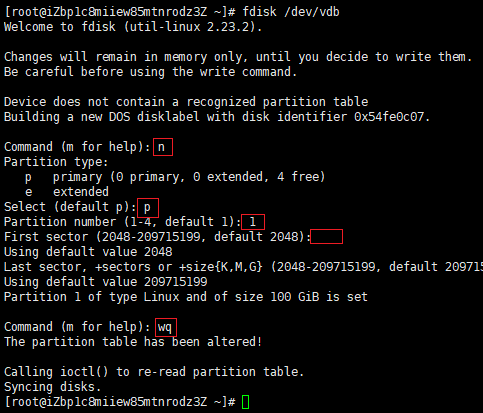 [root@iZbp1c8miiew85mtnrodz3Z ~]# fdisk /dev/vdb
Welcome to fdisk (util-linux 2.23.2).
Changes will remain in memory only, until you decide to write them.
Be careful before using the write command.
Device does not contain a recognized partition table
Building a new DOS disklabel with disk identifier 0x54fe0c07.
Command (m for help): n
Partition type:
p primary (0 primary, 0 extended, 4 free)
e extended
Select (default p): p
Partition number (1-4, default 1): 1
First sector (2048-209715199, default 2048):
Using default value 2048
Last sector, +sectors or +size{K,M,G} (2048-209715199, default 209715
Using default value 209715199
Partition 1 of type Linux and of size 100 GiB is set
Command (m for help): wq
The partition table has been altered!
Calling ioctl() to re-read partition table.
Syncing disks.
[root@iZbp1c8miiew85mtnrodz3Z ~]#